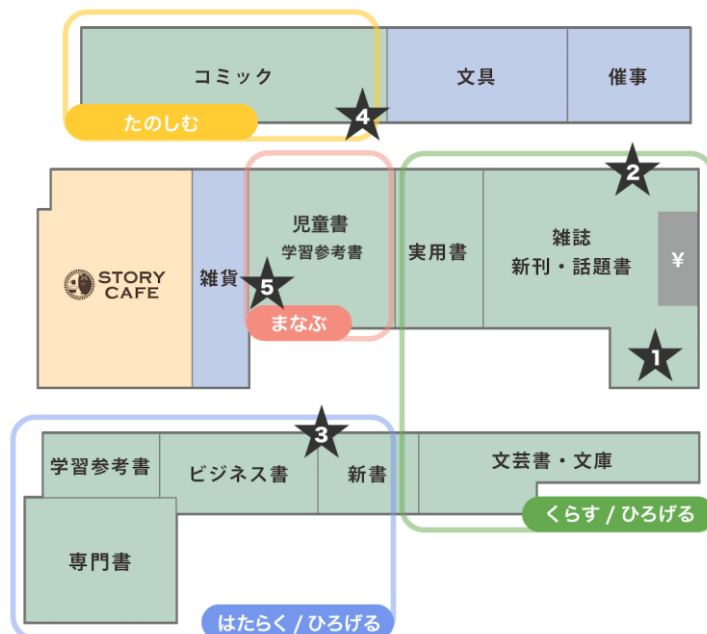 コミック
文具
催事
たのしむ
4
2
児童書
学習参考書
実用書
雑誌
新刊・話題書
¥
STORY
CAFE
雑貨
5
まなぶ
1
3
学習参考書
ビジネス書
新書
文芸書・文庫
くらす / ひろげる
専門書
はたらく / ひろげる